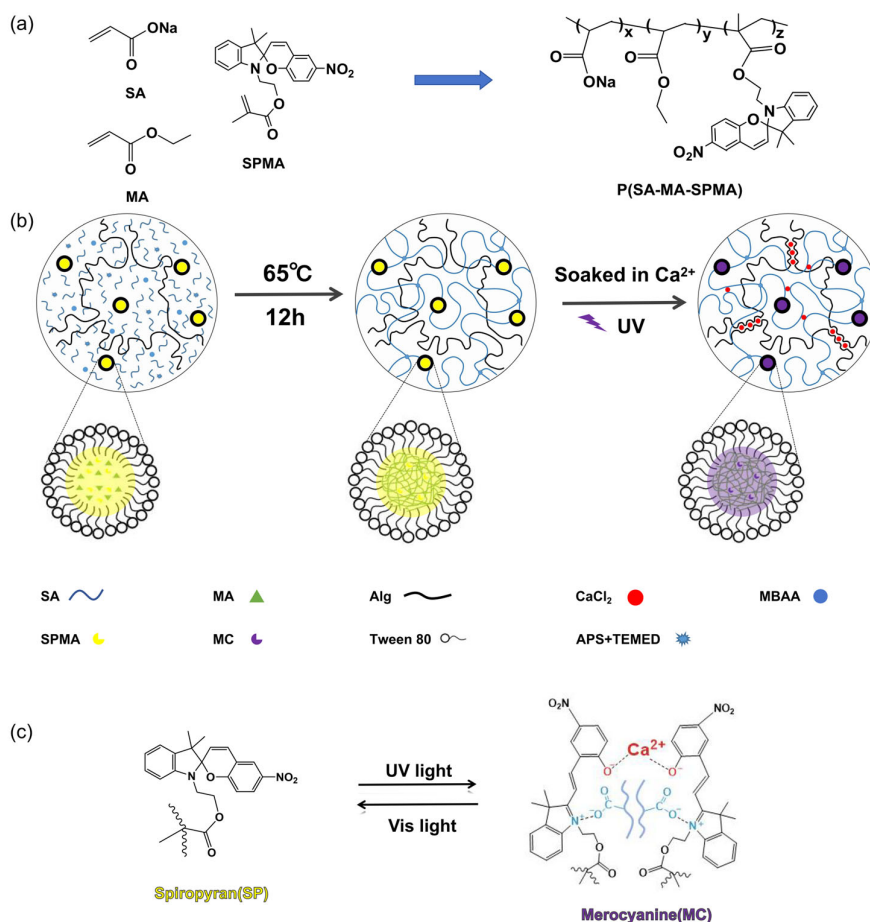 (a)
ONa
O
SA
O
O
MA
N
O
NO₂
O
O
SPMA
x
y
z
O
ONa
O
O
O
O
N
O
O₂N
P(SA-MA-SPMA)
(b)
65℃
12h
Soaked in Ca²⁺
UV
SA
MA
Alg
CaCl₂
MBAA
SPMA
MC
Tween 80
APS+TEMED
(c)
N
O
NO₂
O
O
Spiropyran(SP)
UV light
Vis light
O₂N
NO₂
Ca²⁺
O⁻
O⁻
O
C
O⁻
O
C
O⁻
N⁺
N⁺
O
O
O
O
Merocyanine(MC)